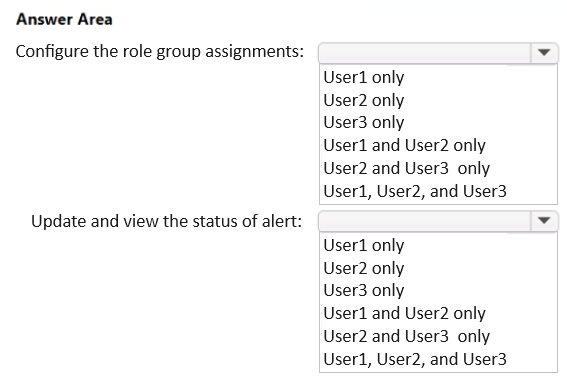 Answer Area
Configure the role group assignments:
User1 only
User2 only
User3 only
User1 and User2 only
User2 and User3 only
User1, User2, and User3
Update and view the status of alert:
User1 only
User2 only
User3 only
User1 and User2 only
User2 and User3 only
User1, User2, and User3